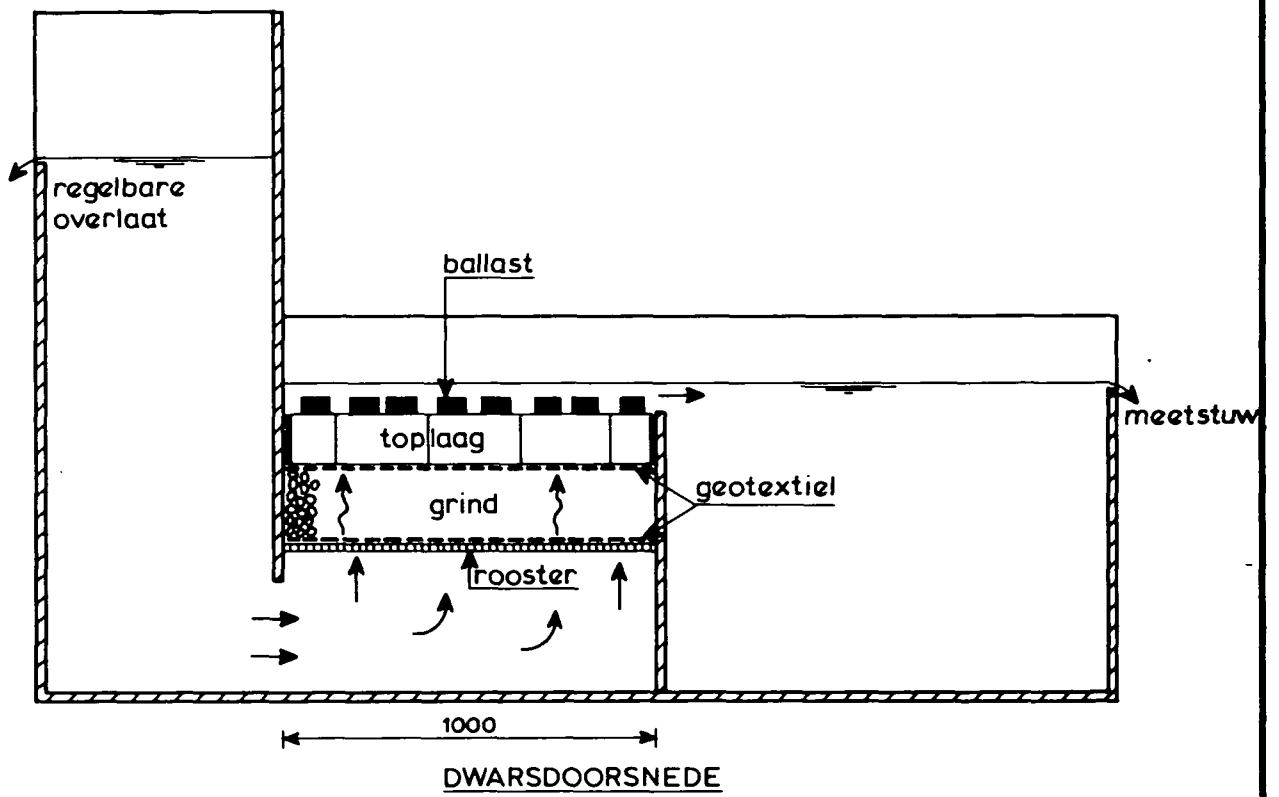 regelbare
overlaat
ballast
meetstuw
toplaag
geotextiel
grind
rooster
1000
DWARSDOORSNEDE